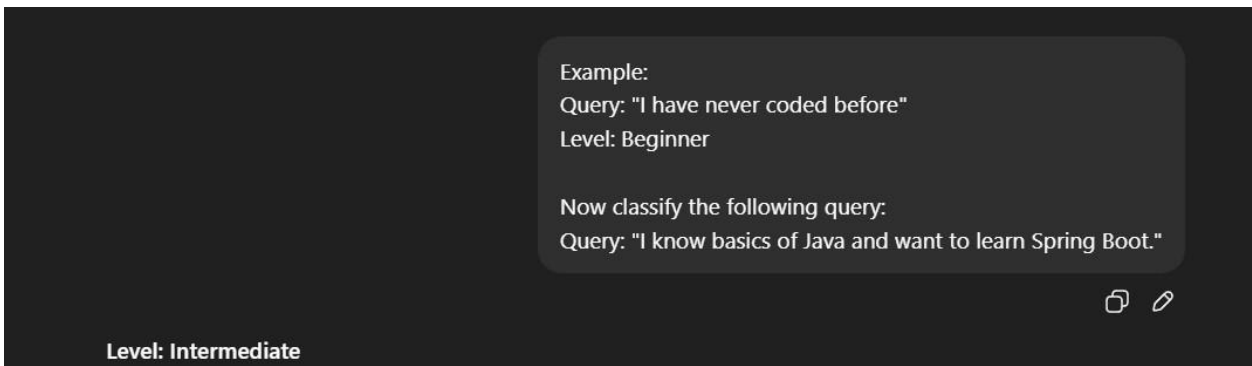 Example:
Query: "I have never coded before"
Level: Beginner
Now classify the following query:
Query: "I know basics of Java and want to learn Spring Boot."
Level: Intermediate